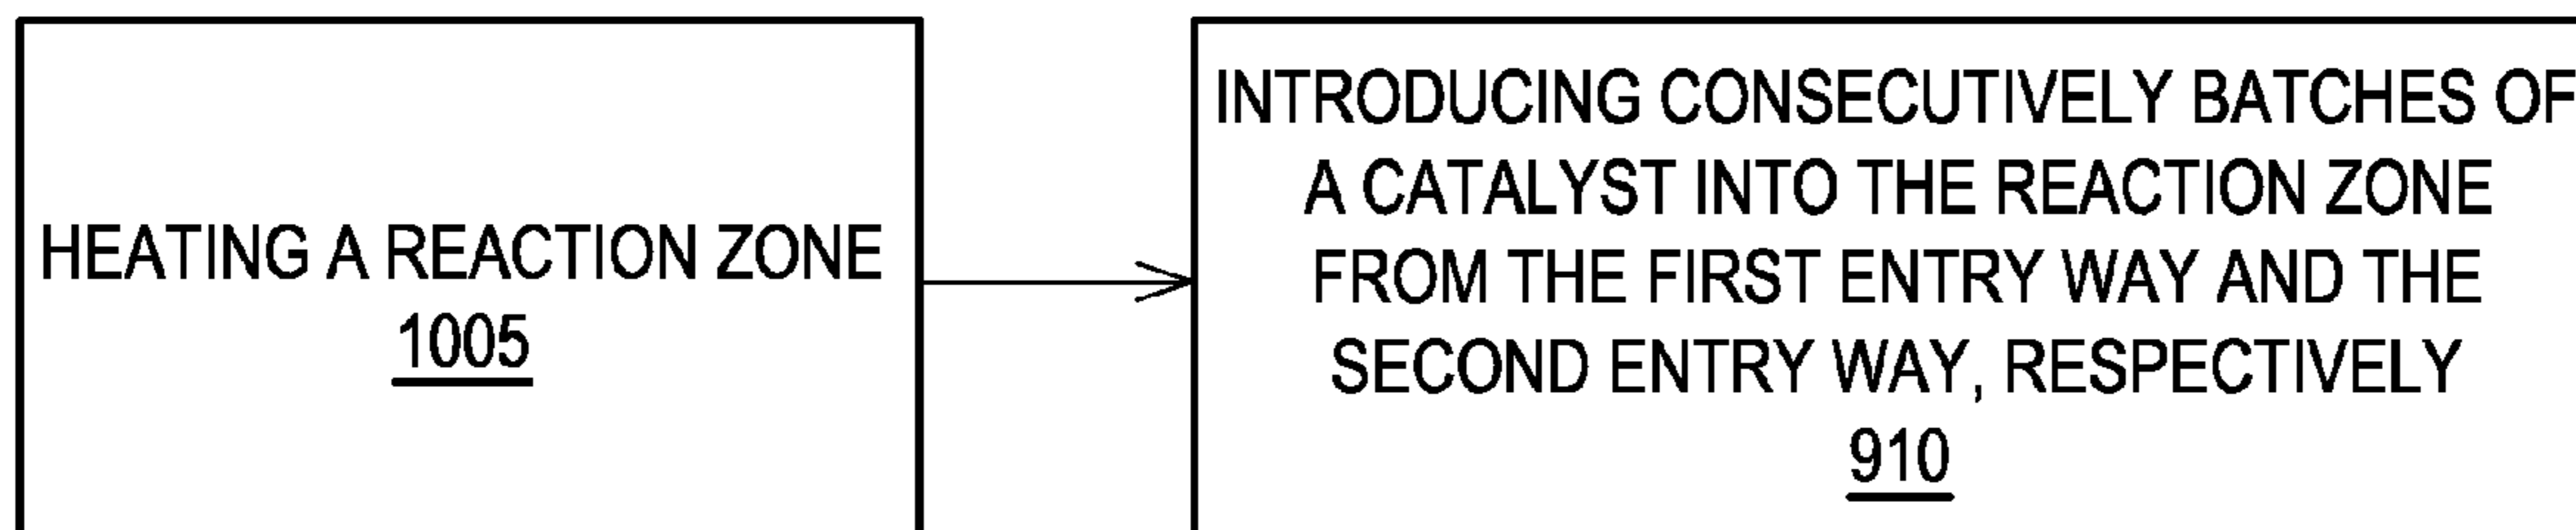 HEATING A REACTION ZONE
1005
INTRODUCING CONSECUTIVELY BATCHES OF
A CATALYST INTO THE REACTION ZONE
FROM THE FIRST ENTRY WAY AND THE
SECOND ENTRY WAY, RESPECTIVELY
910